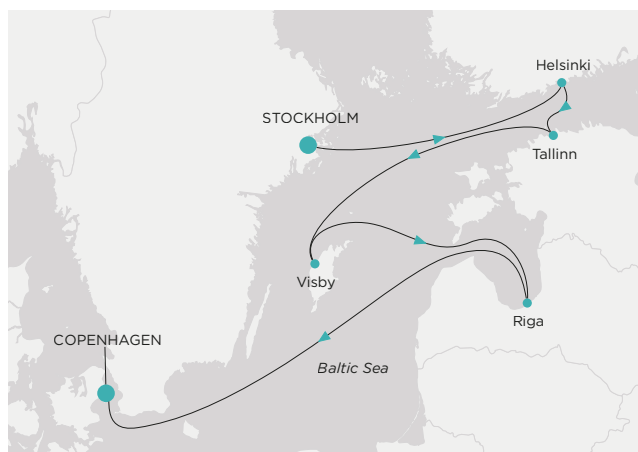 Helsinki
STOCKHOLM
Tallinn
Visby
Riga
COPENHAGEN
Baltic Sea